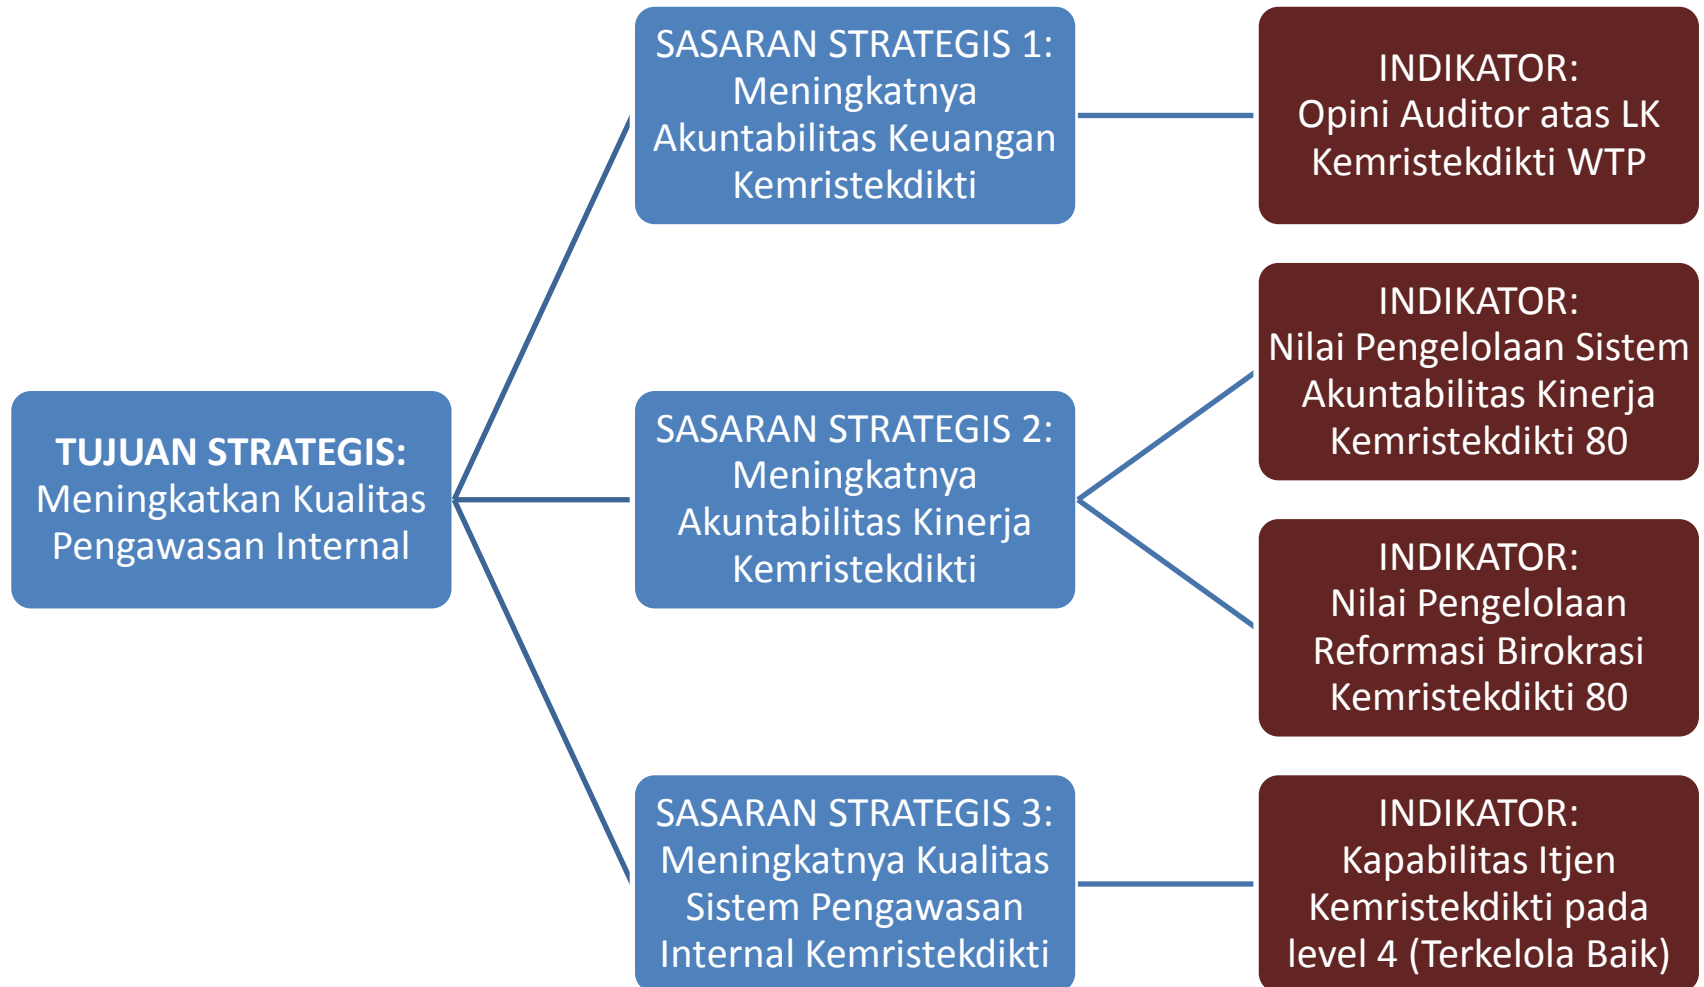 TUJUAN STRATEGIS:
Meningkatkan Kualitas
Pengawasan Internal
SASARAN STRATEGIS 1:
Meningkatnya
Akuntabilitas Keuangan
Kemristekdikti
INDIKATOR:
Opini Auditor atas LK
Kemristekdikti WTP
SASARAN STRATEGIS 2:
Meningkatnya
Akuntabilitas Kinerja
Kemristekdikti
INDIKATOR:
Nilai Pengelolaan Sistem
Akuntabilitas Kinerja
Kemristekdikti 80
INDIKATOR:
Nilai Pengelolaan
Reformasi Birokrasi
Kemristekdikti 80
SASARAN STRATEGIS 3:
Meningkatnya Kualitas
Sistem Pengawasan
Internal Kemristekdikti
INDIKATOR:
Kapabilitas Itjen
Kemristekdikti pada
level 4 (Terkelola Baik)